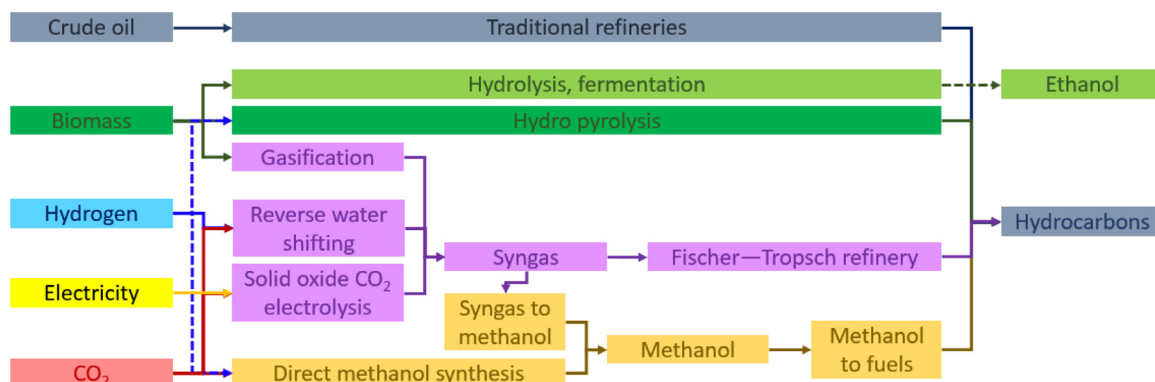 Crude oil
Traditional refineries
Hydrolysis, fermentation
Ethanol
Biomass
Hydro pyrolysis
Gasification
Hydrogen
Reverse water
shifting
Hydrocarbons
Syngas
Fischer—Tropsch refinery
Electricity
Solid oxide CO₂
electrolysis
Syngas to
methanol
Methanol
Methanol
to fuels
CO₂
Direct methanol synthesis